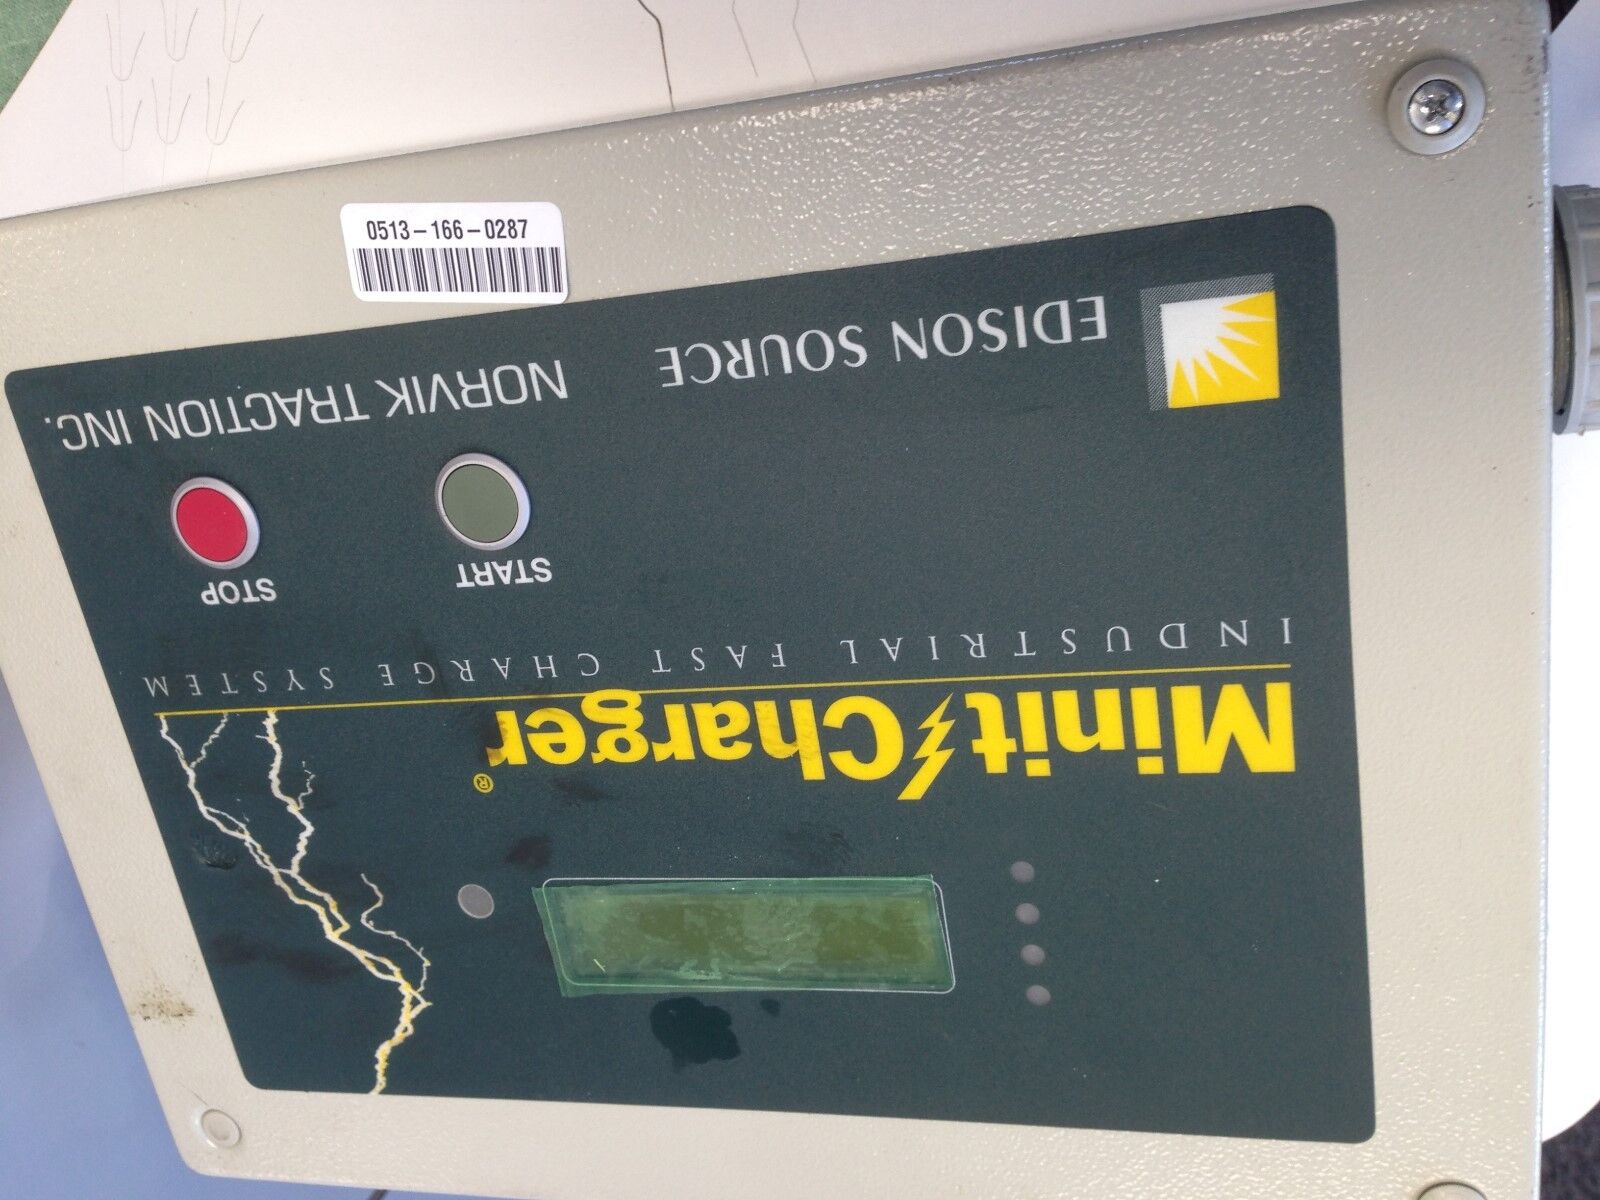 Minit Charger®
INDUSTRIAL FAST CHARGE SYSTEM
START
STOP
EDISON SOURCE
NORVIK TRACTION INC.
0513-166-0287